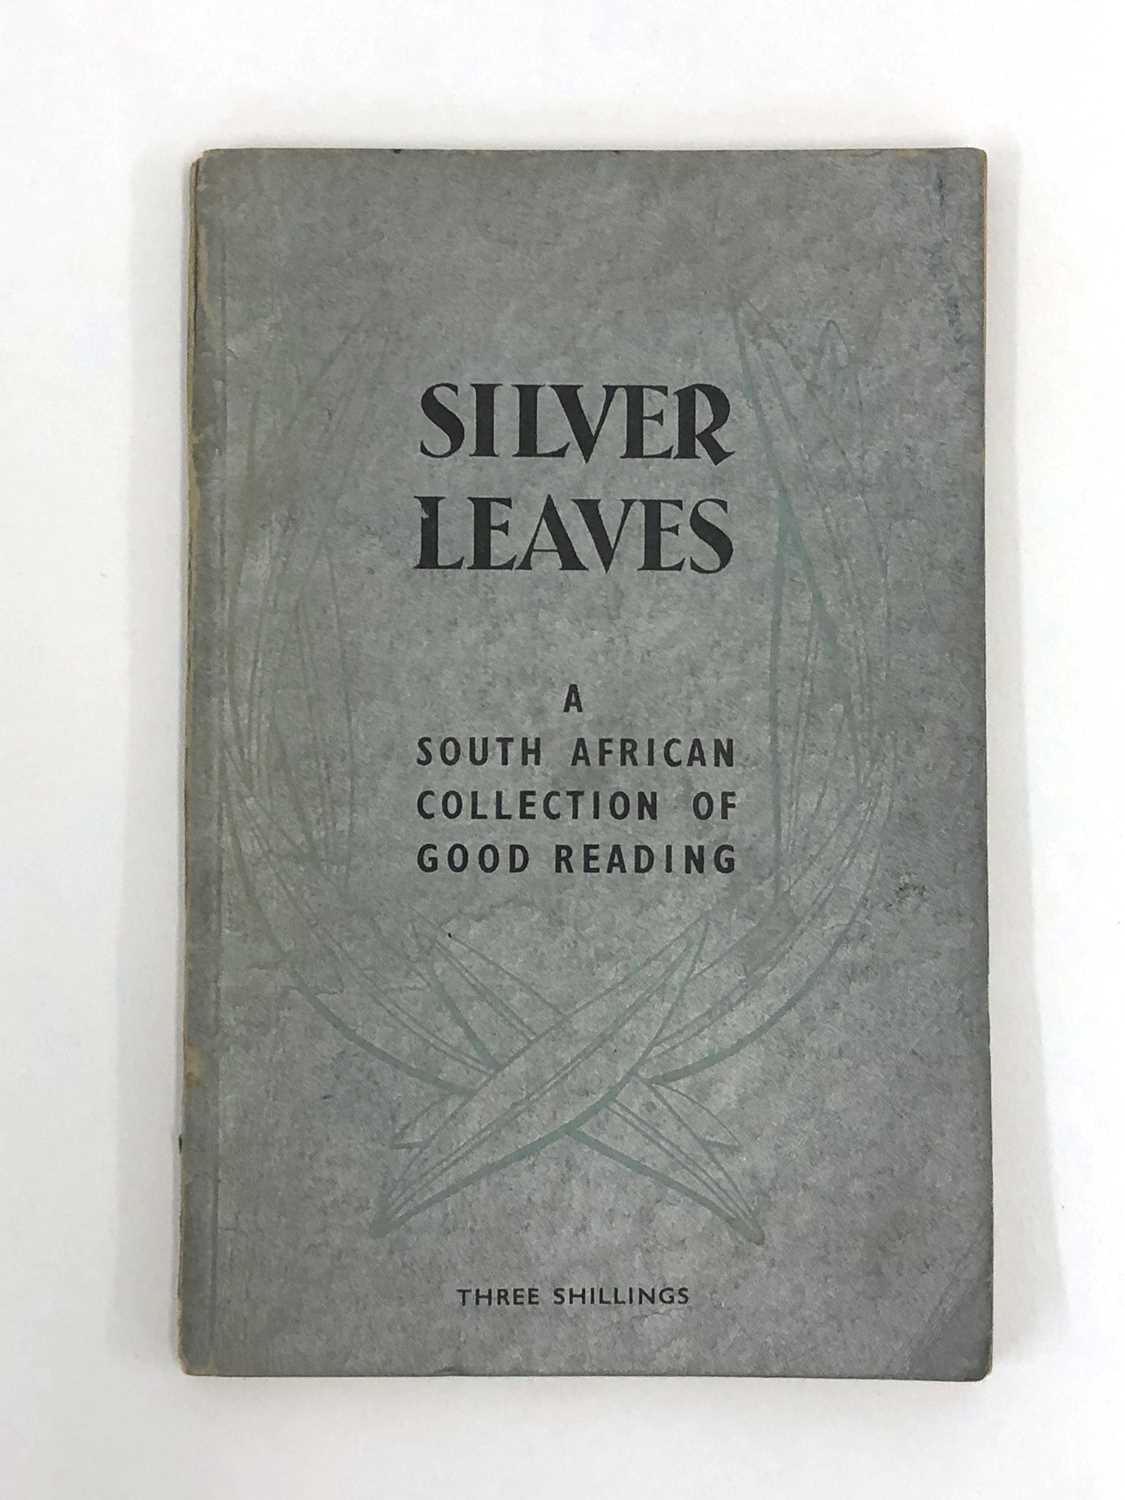 SILVER
LEAVES
A
SOUTH AFRICAN
COLLECTION OF
GOOD READING
THREE SHILLINGS